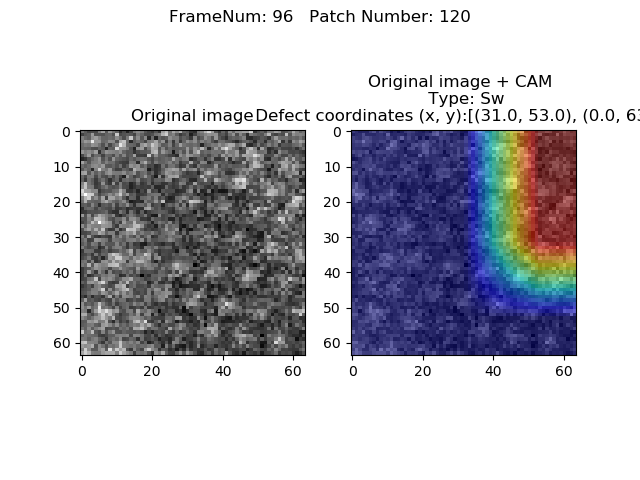 FrameNum: 96   Patch Number: 120
Original image
0
10
20
30
40
50
60
0 20 40 60
Original image + CAM
Type: Sw
Defect coordinates (x, y):[(31.0, 53.0), (0.0, 63
0
10
20
30
40
50
60
0 20 40 60